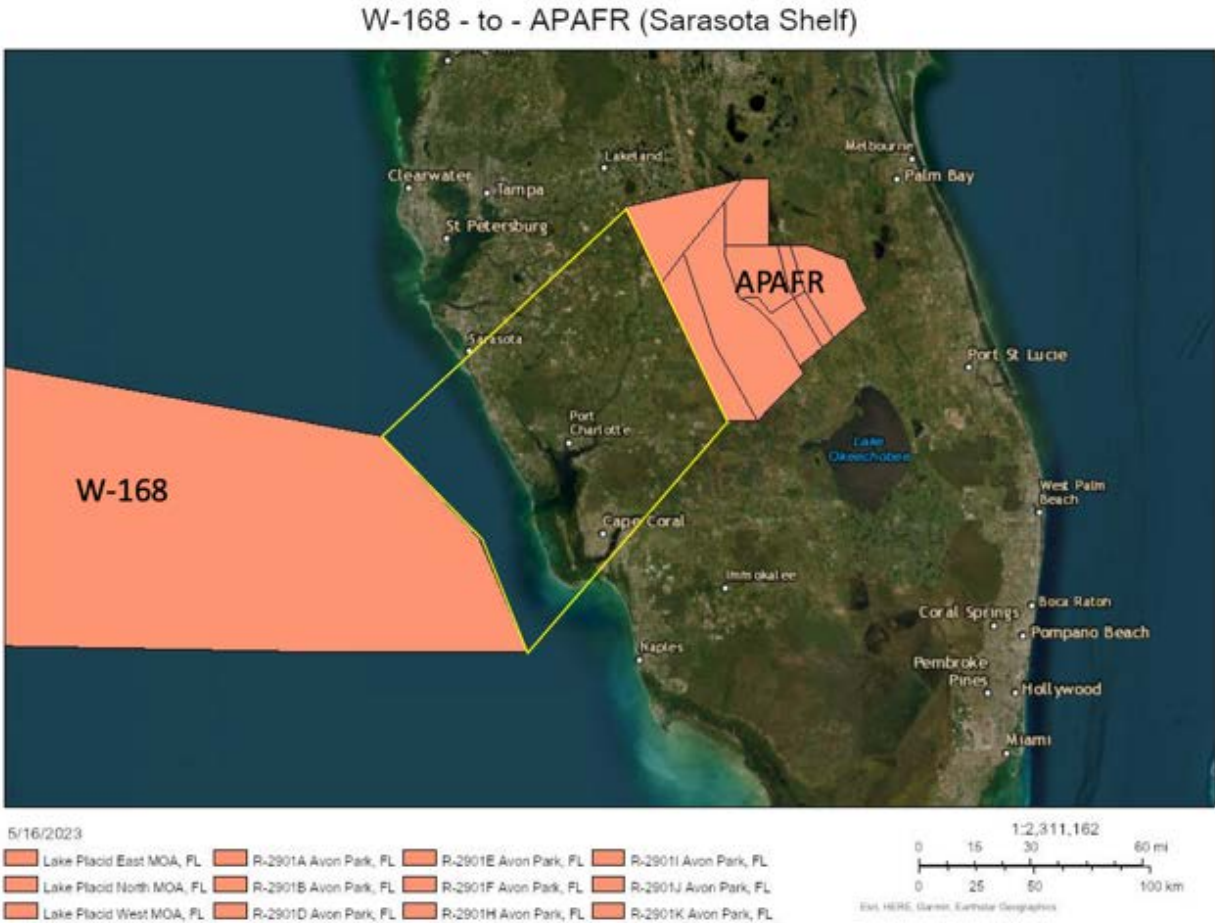 W-168 - to - APAFR (Sarasota Shelf)
Lakeland
Melbourne
Clearwater
Tampa
Palm Bay
St Petersburg
APAFR
Sarasota
Port St Lucie
Port
Charlotte
Lake
Okeechobee
W-168
West Palm
Beach
Cape Coral
Immokalee
Boca Raton
Coral Springs
Pompano Beach
Naples
Pembroke
Pines
Hollywood
Miami
5/16/2023
1:2,311,162
0 15 30 60 mi
0 25 50 100 km
Lake Placid East MOA, FL R-2901A Avon Park, FL R-2901E Avon Park, FL R-2901I Avon Park, FL
Lake Placid North MOA, FL R-2901B Avon Park, FL R-2901F Avon Park, FL R-2901J Avon Park, FL
Lake Placid West MOA, FL R-2901D Avon Park, FL R-2901H Avon Park, FL R-2901K Avon Park, FL
Esri, HERE, Garmin, Earthstar Geographics